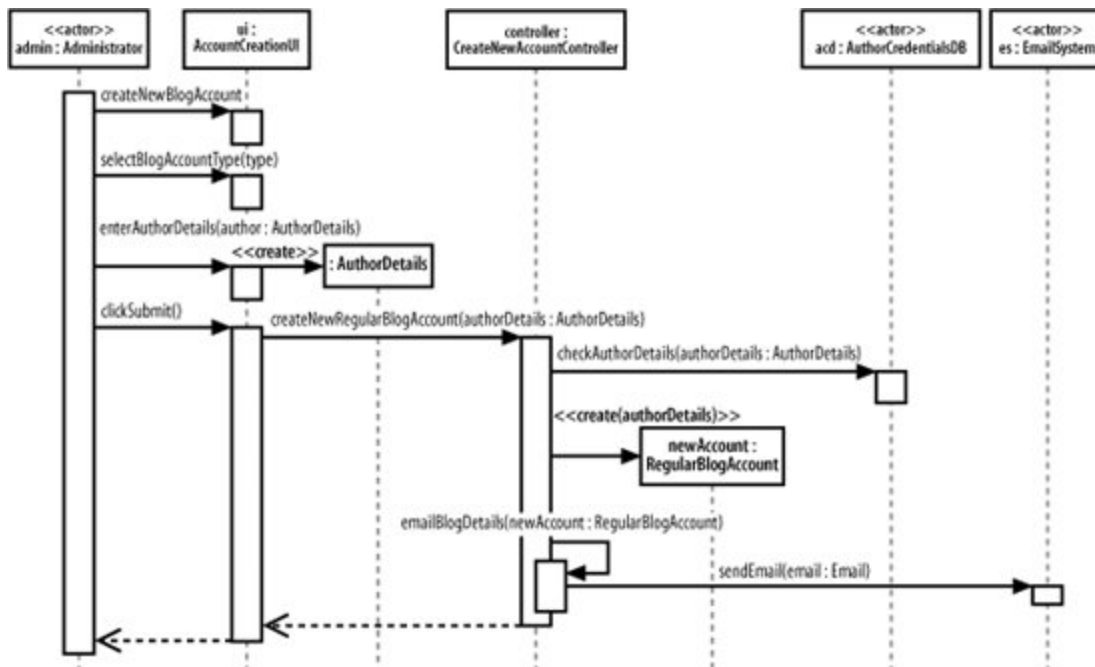 <<actor>>
admin : Administrator
ui :
AccountCreationUI
controller :
CreateNewAccountController
<<actor>>
acd : AuthorCredentialsDB
<<actor>>
es : EmailSystem
createNewBlogAccount
selectBlogAccountType(type)
enterAuthorDetails(author : AuthorDetails)
<<create>>
: AuthorDetails
clickSubmit()
createNewRegularBlogAccount(authorDetails : AuthorDetails)
checkAuthorDetails(authorDetails : AuthorDetails)
<<create(authorDetails)>>
newAccount :
RegularBlogAccount
emailBlogDetails(newAccount : RegularBlogAccount)
sendEmail(email : Email)